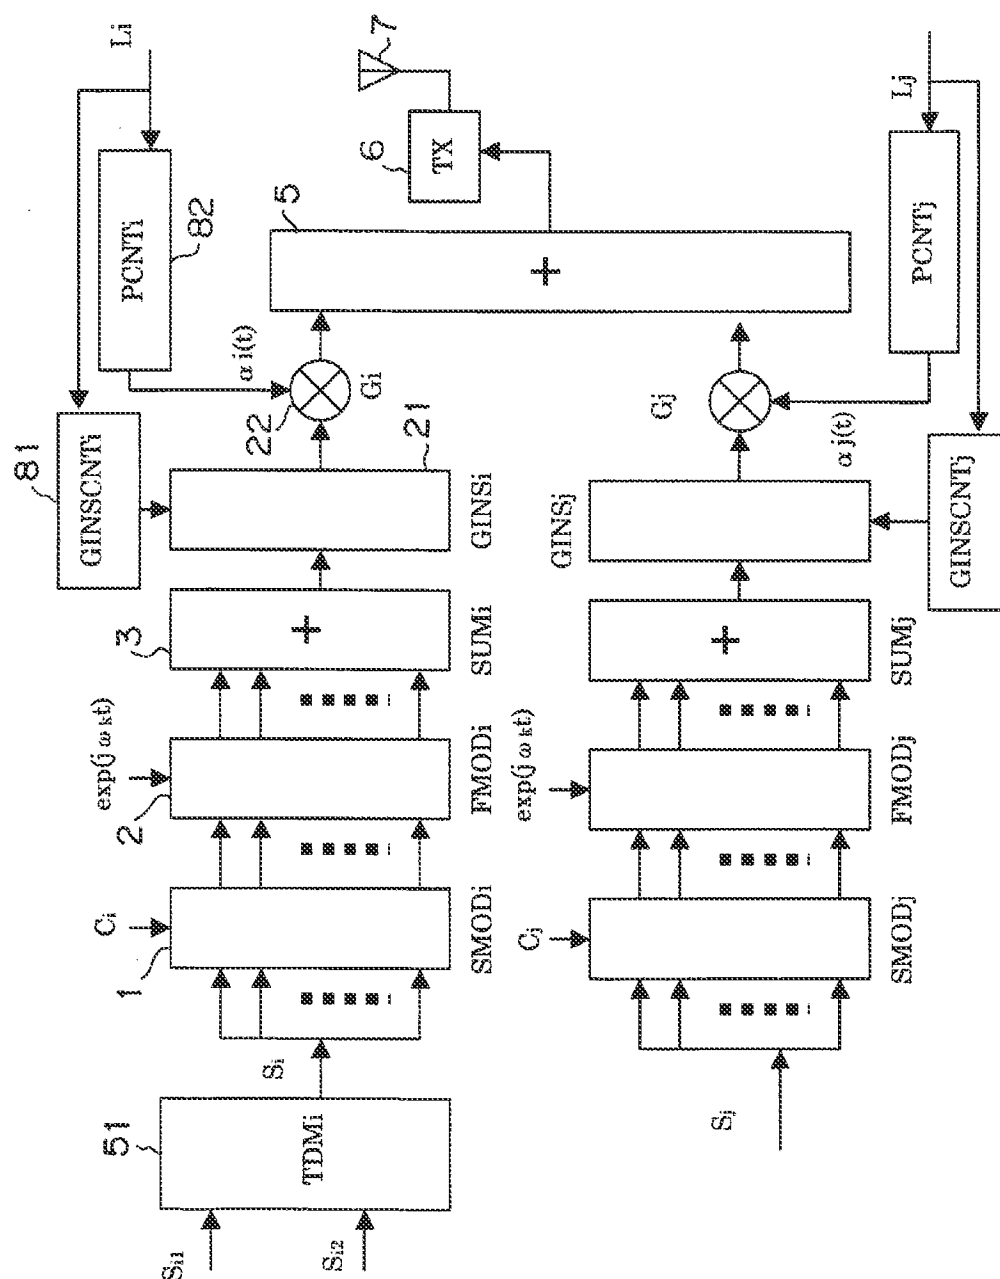 Si1
Si2
51
TDMi
Si
1
Ci
SMODi
2
exp(jωkt)
FMODi
3
+
SUMi
81
GINSCNTi
21
GINSi
22
αi(t)
Gi
PCNTi
82
Li
5
+
6
TX
7
Sj
Cj
SMODj
exp(jωkt)
FMODj
+
SUMj
GINSj
GINSCNTj
Gj
αj(t)
PCNTj
Lj